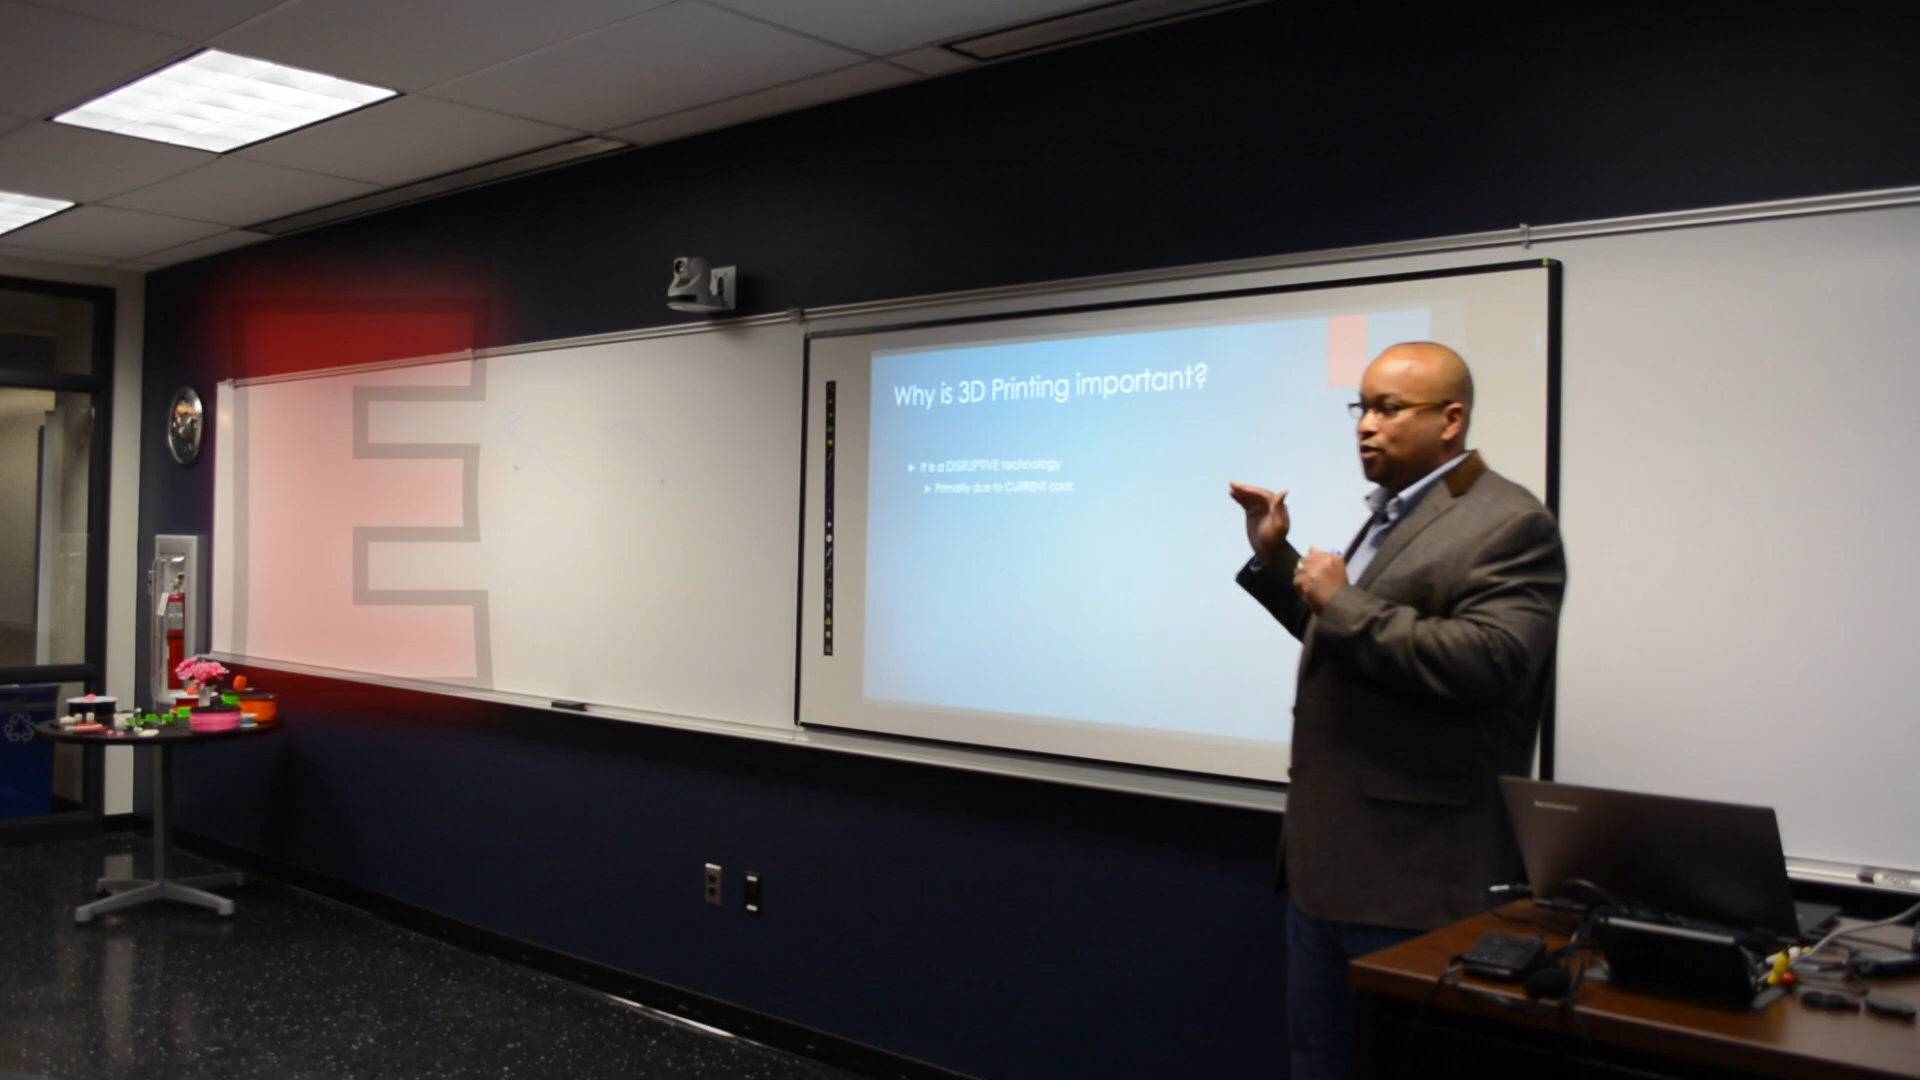 E
Why is 3D Printing important?
It is a DISRUPTIVE technology
Primarily due to CURRENT costs